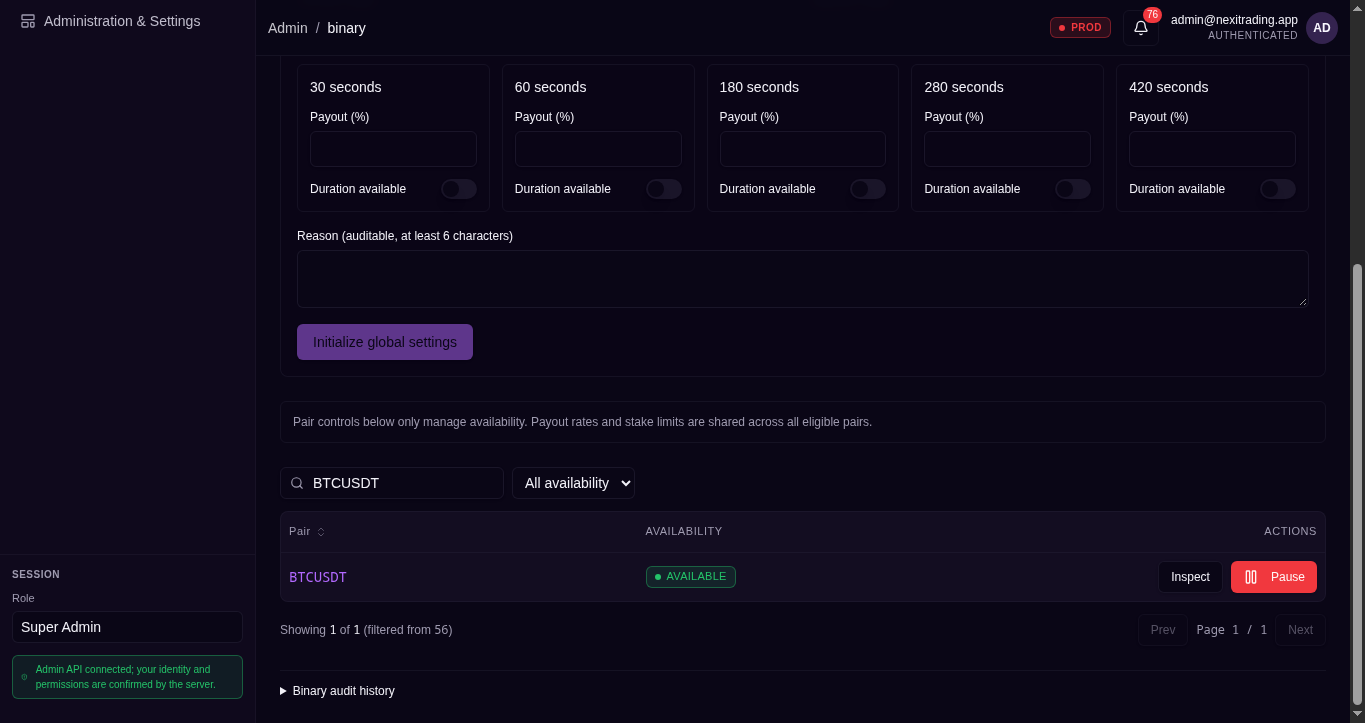 Administration & Settings
Admin / binary
PROD
76
admin@nexitrading.app
AUTHENTICATED
AD
30 seconds
60 seconds
180 seconds
280 seconds
420 seconds
Payout (%)
Payout (%)
Payout (%)
Payout (%)
Payout (%)
Duration available
Duration available
Duration available
Duration available
Duration available
Reason (auditable, at least 6 characters)
Initialize global settings
Pair controls below only manage availability. Payout rates and stake limits are shared across all eligible pairs.
BTCUSDT
All availability
Pair
AVAILABILITY
ACTIONS
BTCUSDT
AVAILABLE
Inspect
Pause
Showing 1 of 1 (filtered from 56)
Prev
Page 1 / 1
Next
Binary audit history
SESSION
Role
Super Admin
Admin API connected; your identity and
permissions are confirmed by the server.